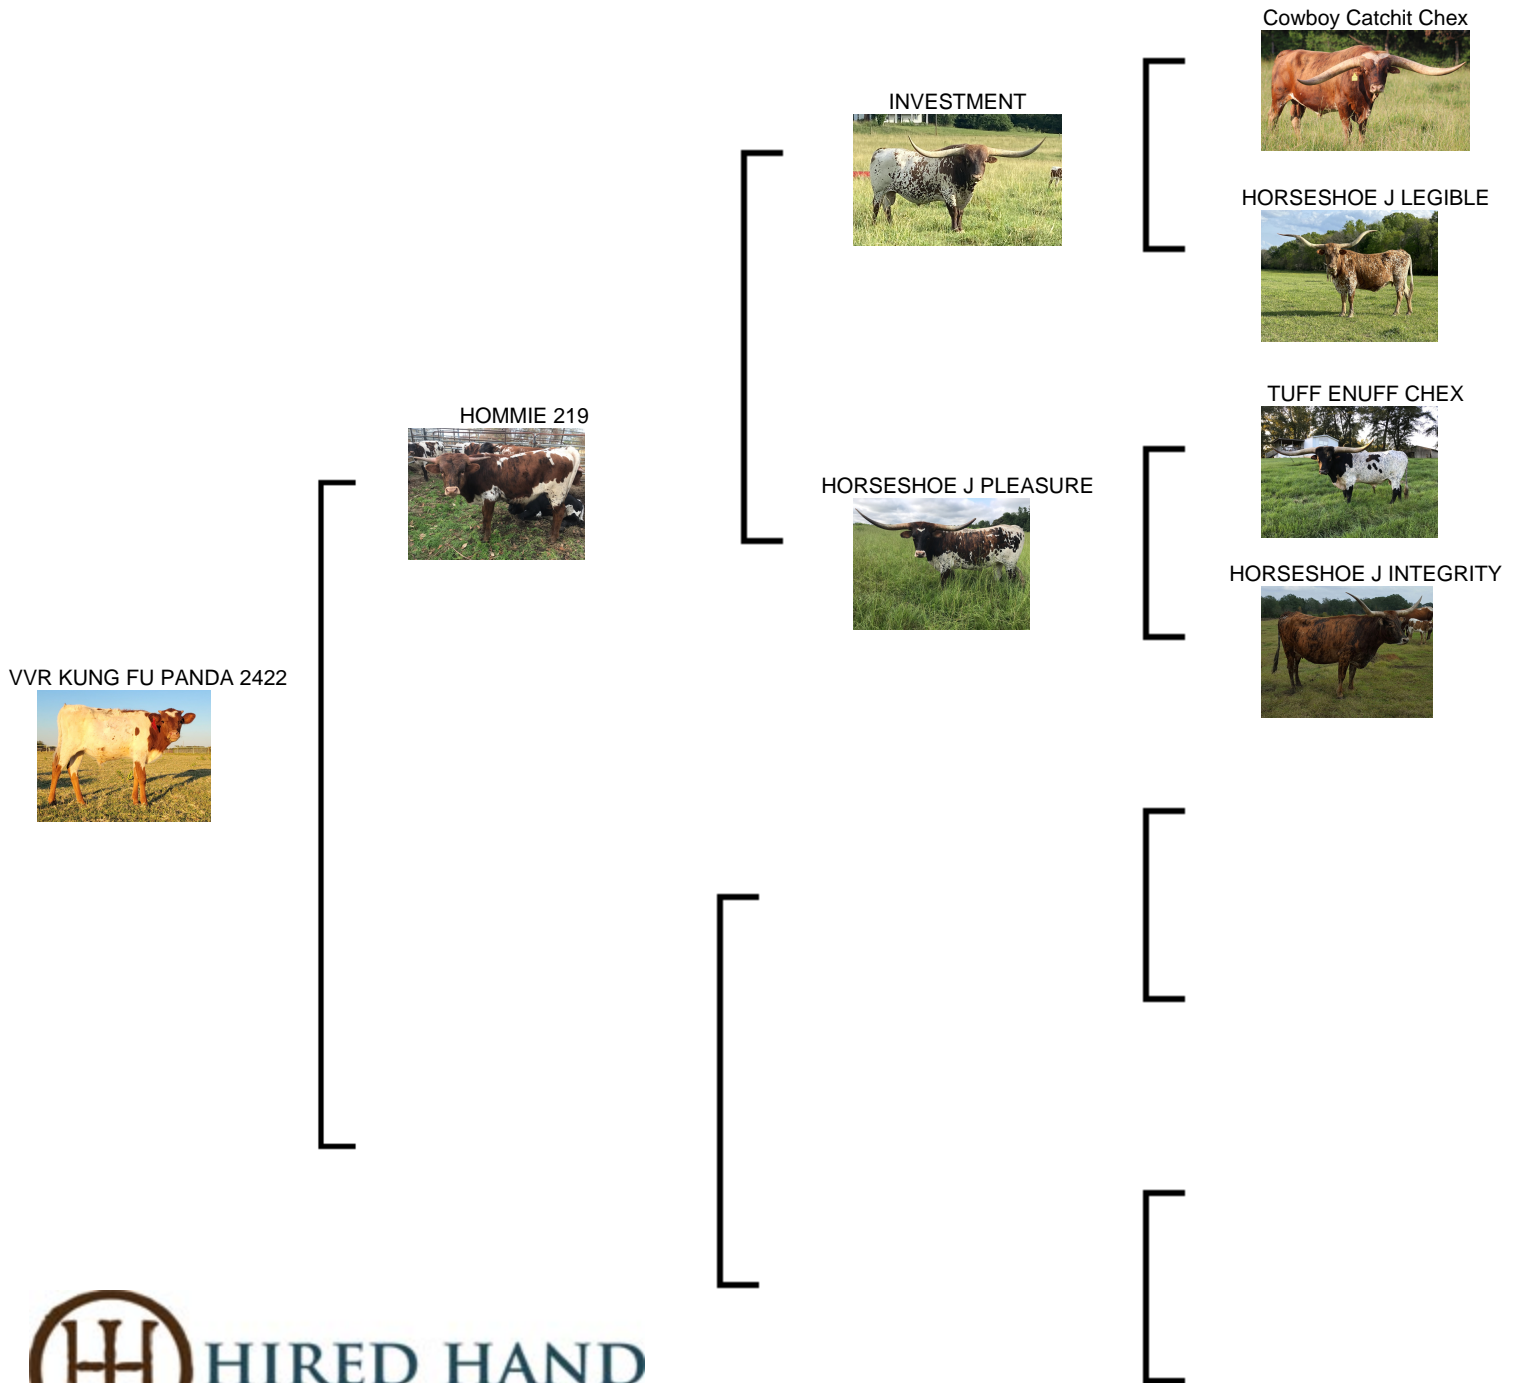 Cowboy Catchit Chex
INVESTMENT
HORSESHOE J LEGIBLE
HOMMIE 219
TUFF ENUFF CHEX
HORSESHOE J PLEASURE
HORSESHOE J INTEGRITY
VVR KUNG FU PANDA 2422
HIRED HAND